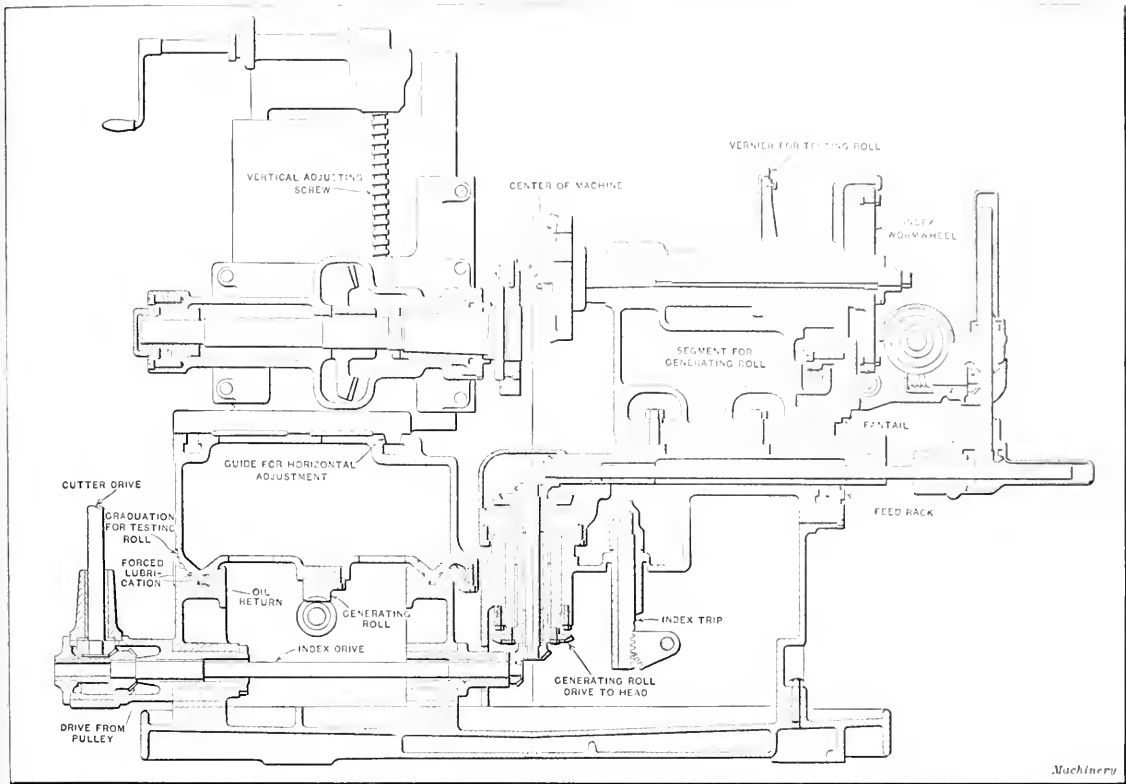 VERNIER FOR TESTING ROLL
VERTICAL ADJUSTING
SCREW
CENTER OF MACHINE
INDEX
WORMWHEEL
SEGMENT FOR
GENERATING ROLL
FANTAIL
GUIDE FOR HORIZONTAL
ADJUSTMENT
CUTTER DRIVE
FEED RACK
GRADUATION
FOR TESTING
ROLL
FORCED
LUBRI-
CATION
OIL
RETURN
GENERATING
ROLL
INDEX TRIP
INDEX DRIVE
GENERATING ROLL
DRIVE TO HEAD
DRIVE FROM
PULLEY
Machinery